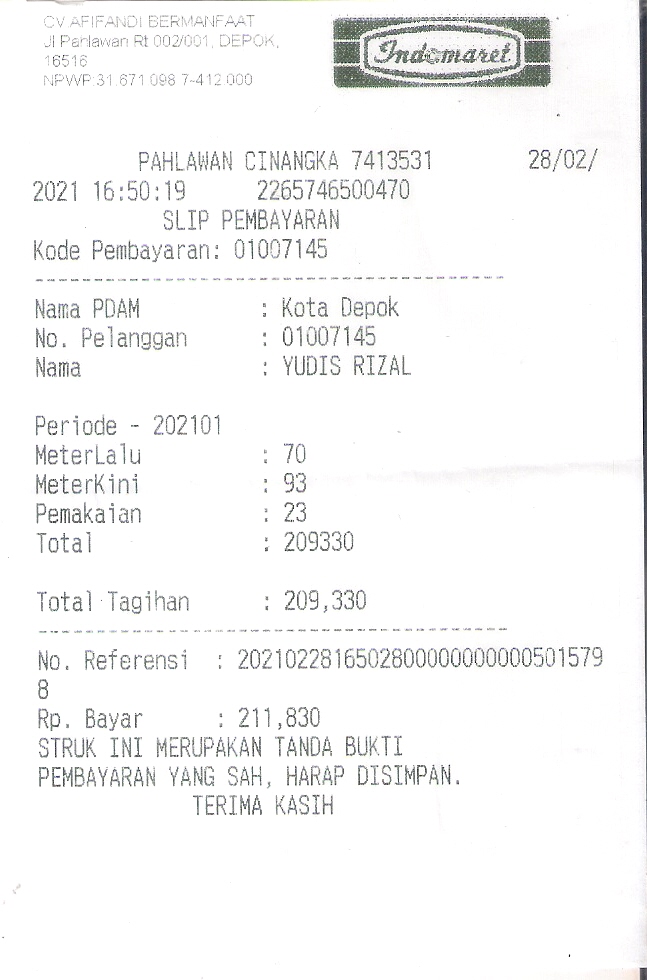 CV AFIFANDI BERMANFAAT
Jl Pahlawan Rt 002/001, DEPOK,
16516
NPWP:31 671 098 7-412 000
Indomaret
PAHLAWAN CINANGKA 7413531 28/02/
2021 16:50:19 2265746500470
SLIP PEMBAYARAN
Kode Pembayaran: 01007145
Nama PDAM : Kota Depok
No. Pelanggan : 01007145
Nama : YUDIS RIZAL
Periode - 202101
MeterLalu : 70
MeterKini : 93
Pemakaian : 23
Total : 209330
Total Tagihan : 209,330
No. Referensi : 2021022816502800000000000501579
8
Rp. Bayar : 211,830
STRUK INI MERUPAKAN TANDA BUKTI
PEMBAYARAN YANG SAH, HARAP DISIMPAN.
TERIMA KASIH